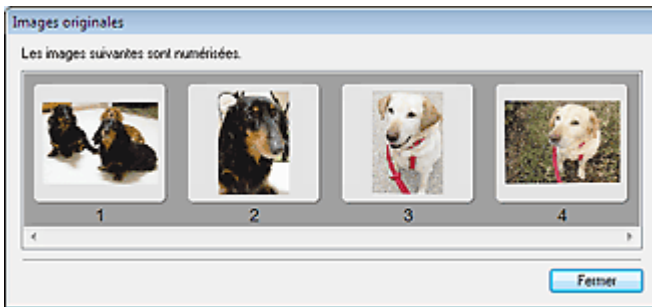 Images originales
Les images suivantes sont numérisées.
1 2 3 4
Fermer